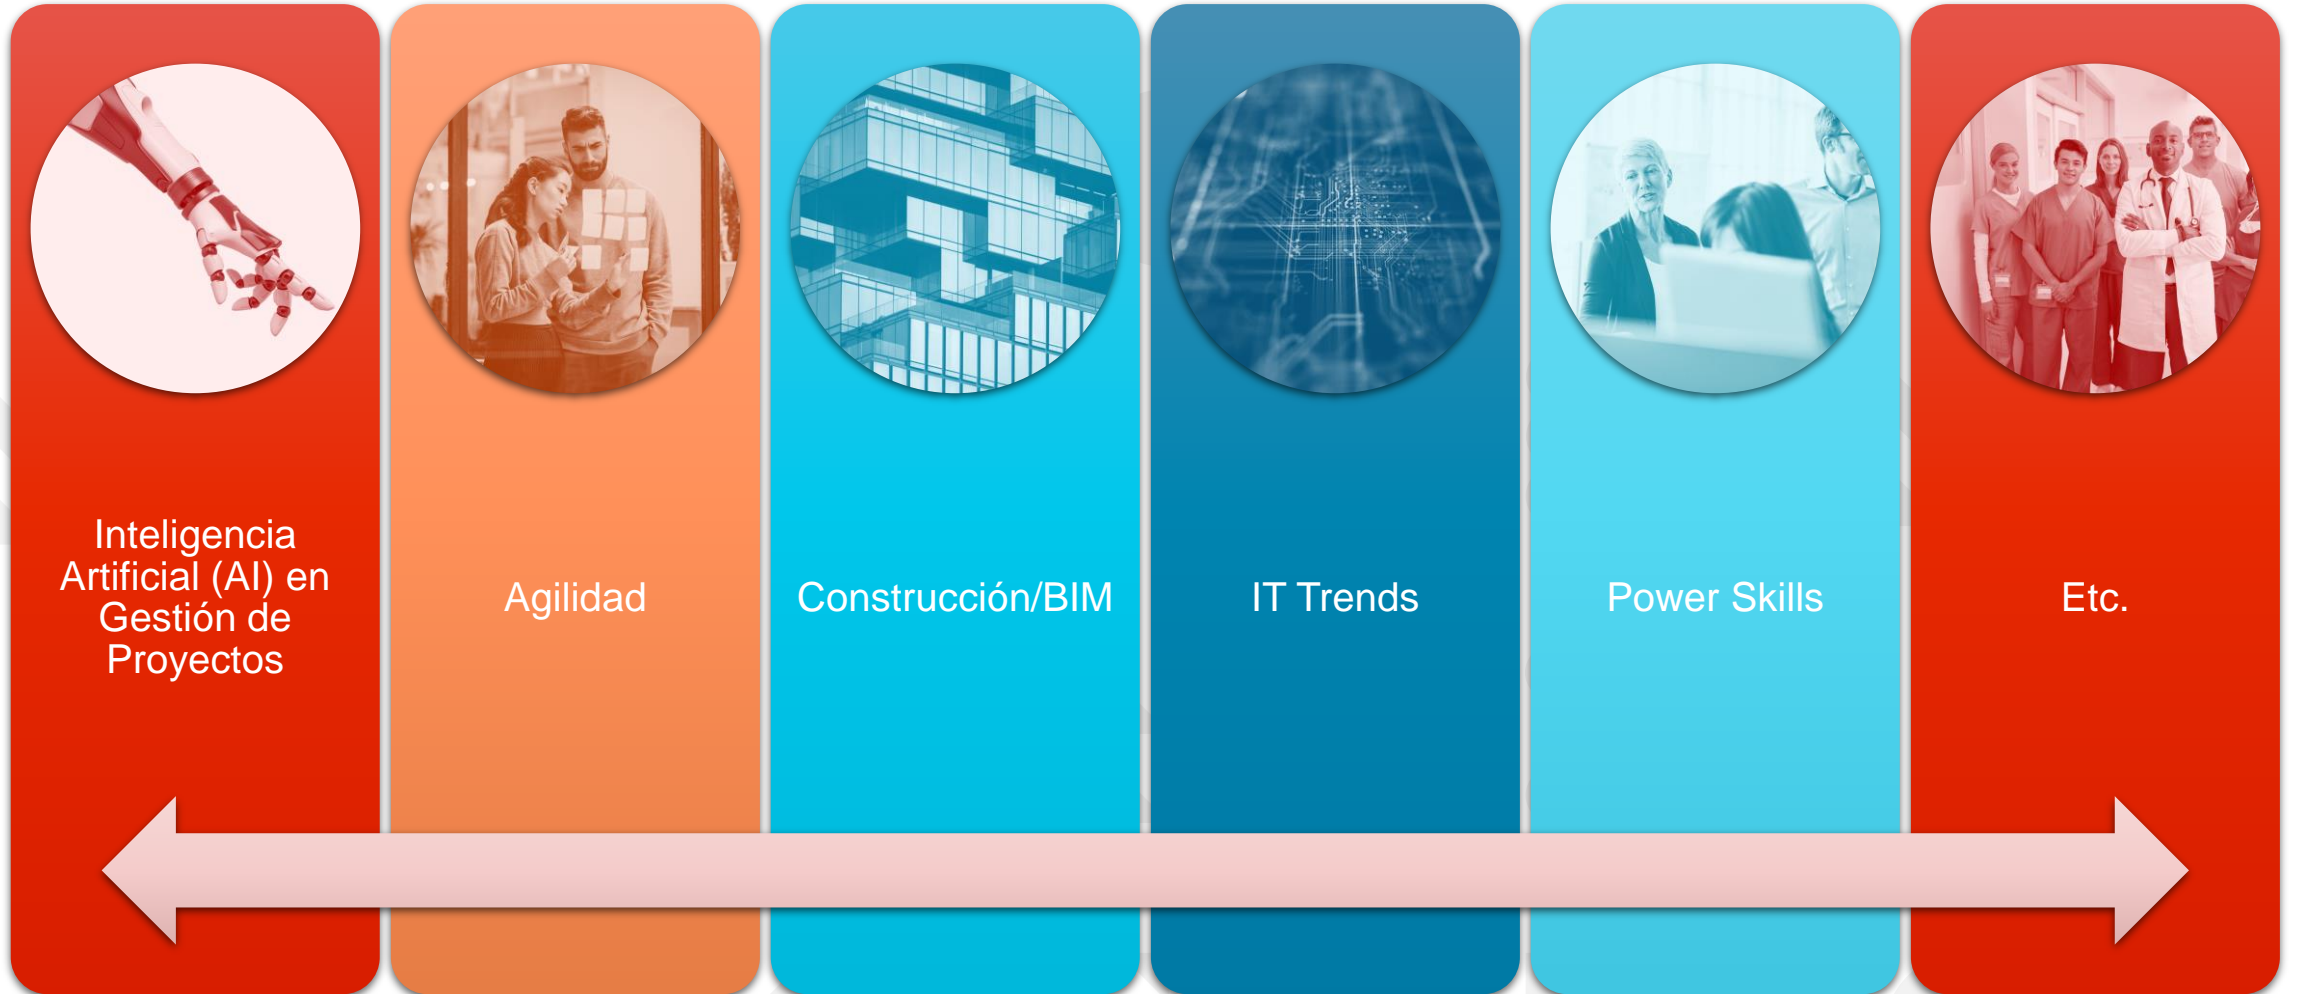 Inteligencia
Artificial (AI) en
Gestión de
Proyectos
Agilidad
Construcción/BIM
IT Trends
Power Skills
Etc.